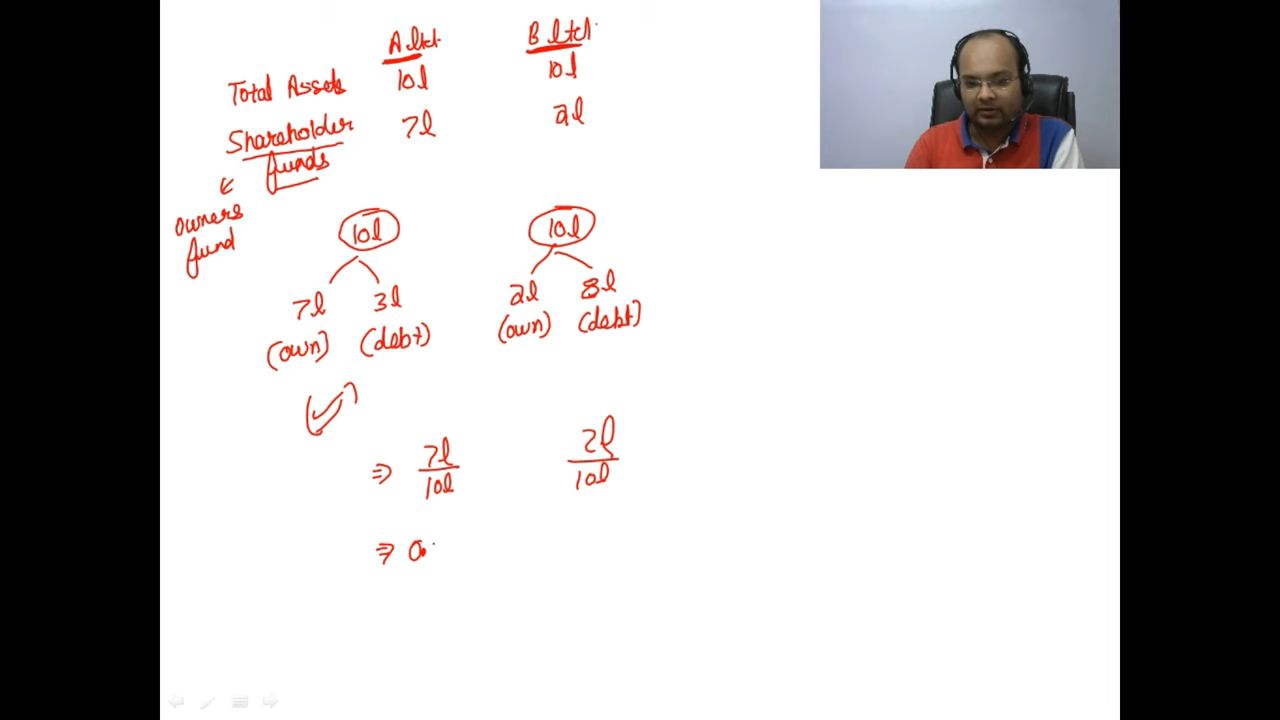 A ltd. B ltd.
Total Assets 10l 10l
Shareholder funds 7l 2l
owners fund
10l 10l
7l 3l 2l 8l
(own) (debt) (own) (debt)
⇒ 7l/10l 2l/10l
⇒ 0.